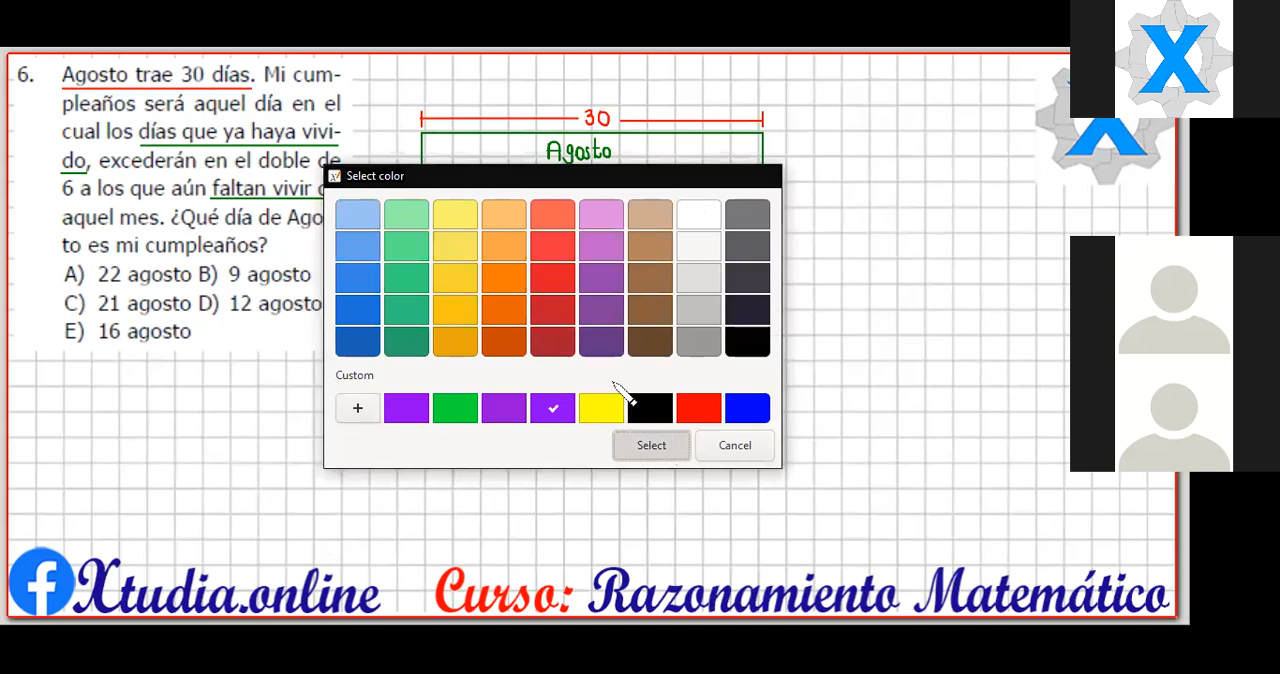 6. Agosto trae 30 días. Mi cum-
pleaños será aquel día en el
cual los días que ya haya vivi-
do, excederán en el doble de
6 a los que aún faltan vivir
aquel mes. ¿Qué día de Ago
to es mi cumpleaños?
A) 22 agosto B) 9 agosto
C) 21 agosto D) 12 agosto
E) 16 agosto
30
Agosto
Select color
Custom
+
Select Cancel
X
f Xtudia.online Curso: Razonamiento Matemático